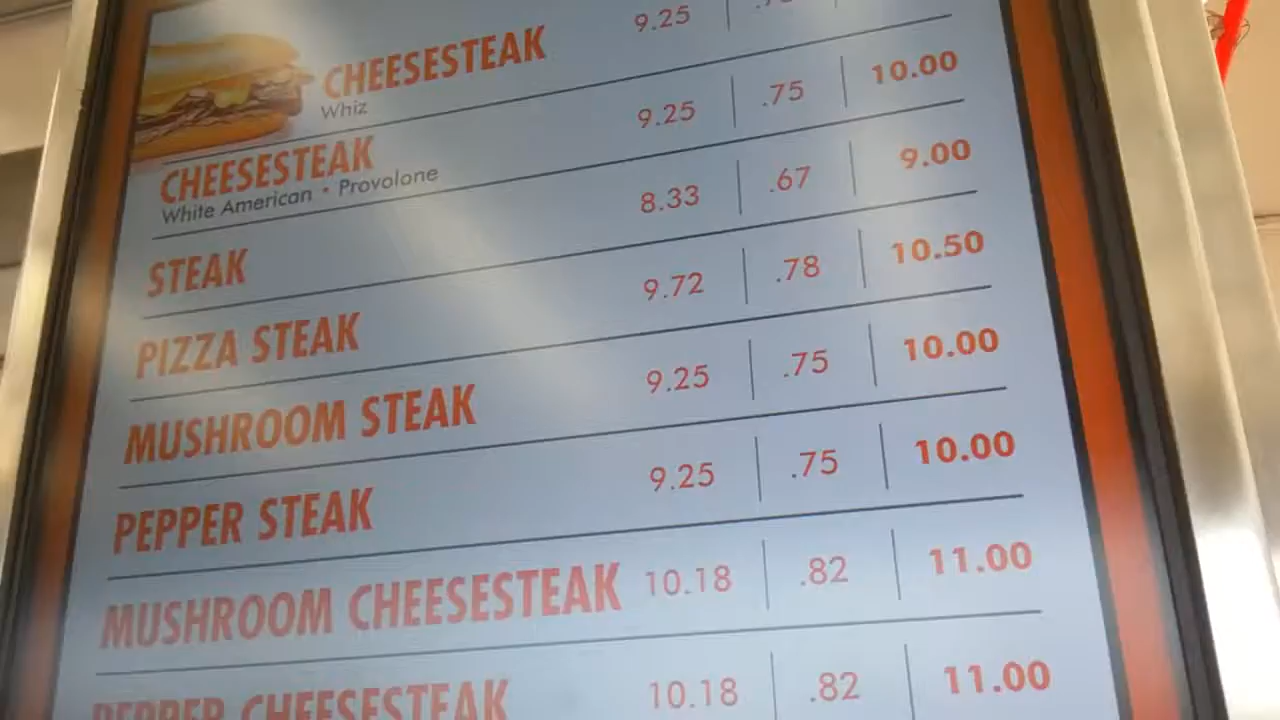 CHEESESTEAK 9.25
Whiz
CHEESESTEAK 9.25 .75 10.00
White American • Provolone
STEAK 8.33 .67 9.00
PIZZA STEAK 9.72 .78 10.50
MUSHROOM STEAK 9.25 .75 10.00
PEPPER STEAK 9.25 .75 10.00
MUSHROOM CHEESESTEAK 10.18 .82 11.00
PEPPER CHEESESTEAK 10.18 .82 11.00